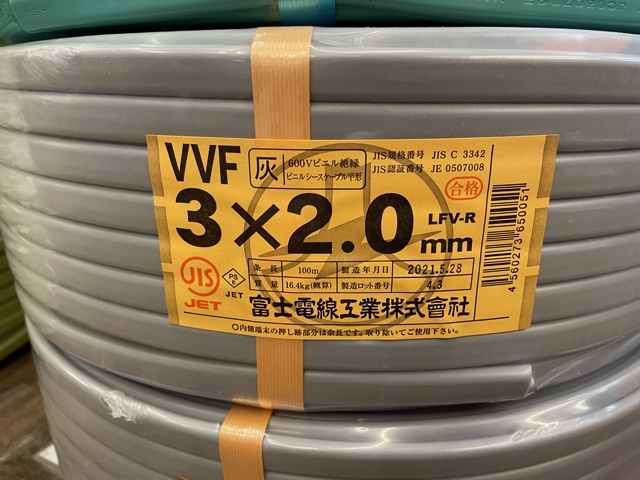 VVF 灰 600Vビニル絶縁
ビニルシースケーブル平形
JIS規格番号 JIS C 3342
JIS認証番号 JE 0507008
合格
3×2.0 mm
LFV-R
条長 100m 製造年月日 2021.5.28
質量 16.4kg(概算) 製造ロット番号 4.3
JIS
JET
PS
E
JET
富士電線工業株式會社
○内側端末の押し跡部分は余長です。取り除いてご使用下さい。
4 560273 650051